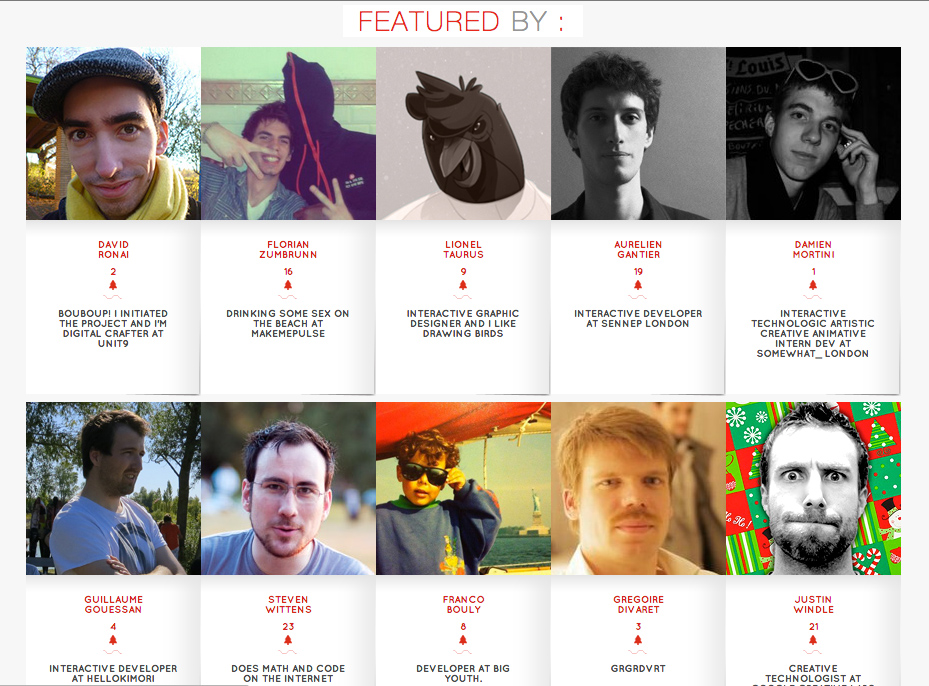 FEATURED BY :
DAVID
RONAI
2
BOUBOUP! I INITIATED
THE PROJECT AND I'M
DIGITAL CRAFTER AT
UNIT9
FLORIAN
ZUMBRUNN
16
DRINKING SOME SEX ON
THE BEACH AT
MAKEMEPULSE
LIONEL
TAURUS
9
INTERACTIVE GRAPHIC
DESIGNER AND I LIKE
DRAWING BIRDS
AURELIEN
GANTIER
19
INTERACTIVE DEVELOPER
AT SENNEP LONDON
St Louis
DAMIEN
MORTINI
1
INTERACTIVE
TECHNOLOGIC ARTISTIC
CREATIVE ANIMATIVE
INTERN DEV AT
SOMEWHAT_ LONDON
GUILLAUME
GOUESSAN
4
INTERACTIVE DEVELOPER
AT HELLOKIMORI
STEVEN
WITTENS
23
DOES MATH AND CODE
ON THE INTERNET
FRANCO
BOULY
8
DEVELOPER AT BIG
YOUTH.
GREGOIRE
DIVARET
3
GRGRDVRT
Ho Ho !
JUSTIN
WINDLE
21
CREATIVE
TECHNOLOGIST AT